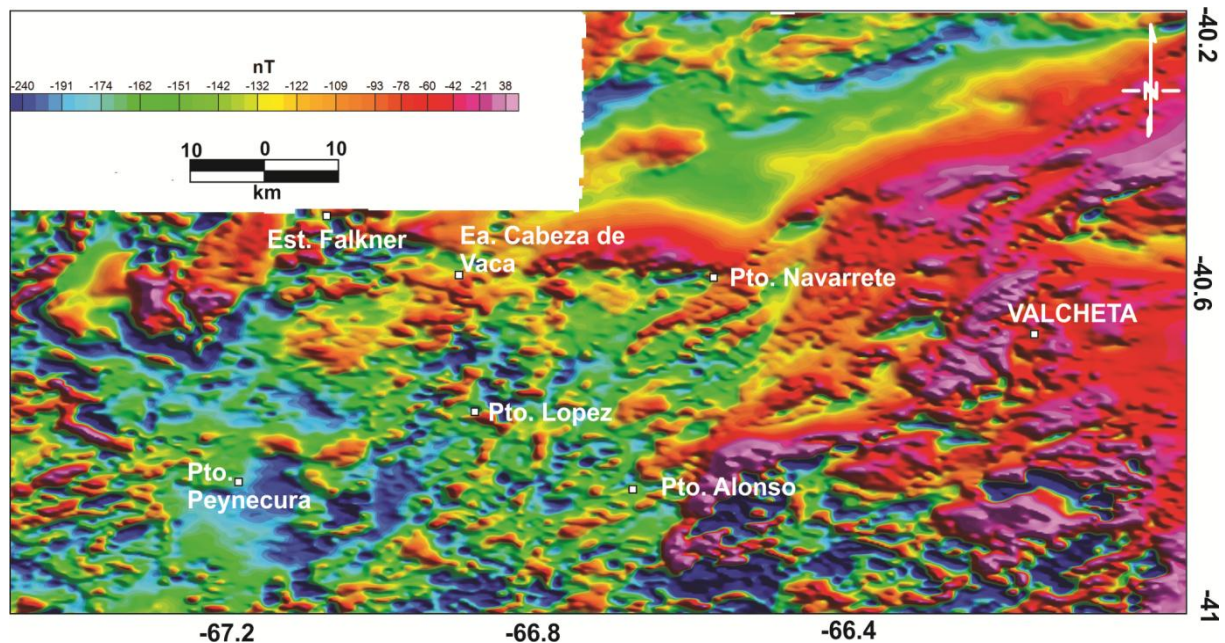 nT
-240 -191 -174 -162 -151 -142 -132 -122 -109 -93 -78 -60 -42 -21 38
10 0 10
km
N
-40.2
Est. Falkner
Ea. Cabeza de
Vaca
Pto. Navarrete
-40.6
VALCHETA
Pto. Lopez
Pto.
Peynecura
Pto. Alonso
-41
-67.2 -66.8 -66.4